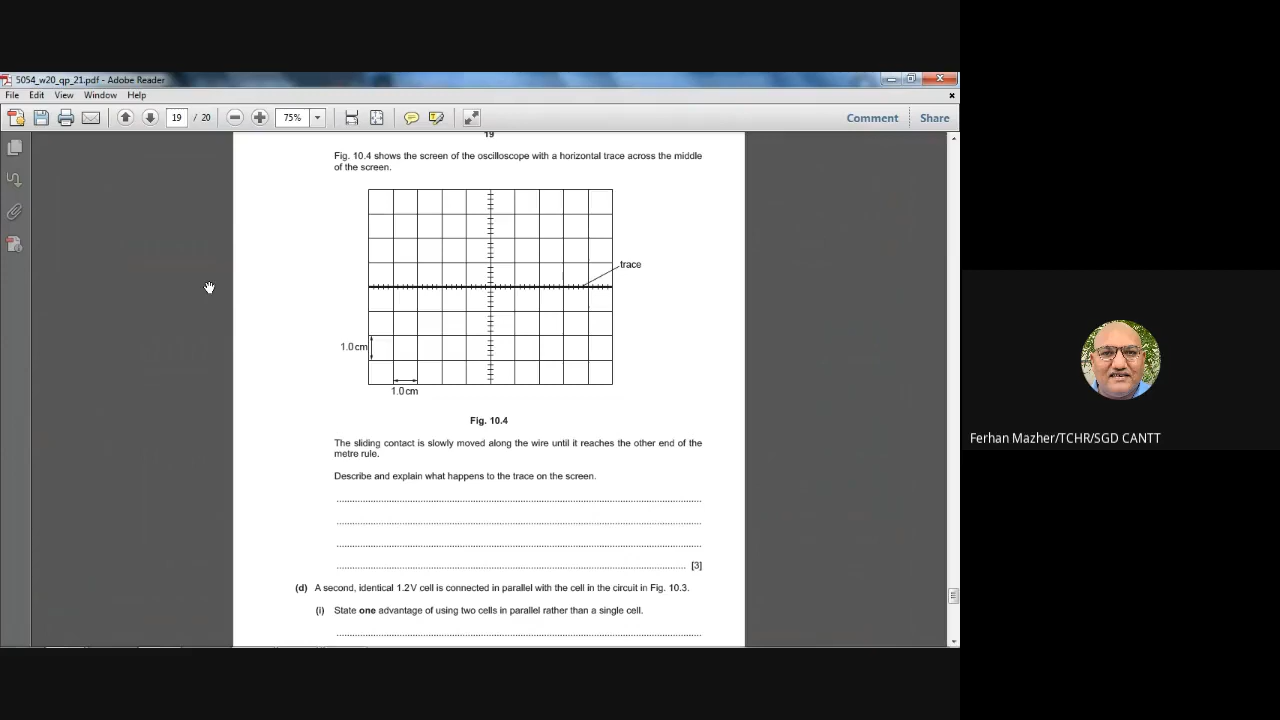 5054_w20_qp_21.pdf - Adobe Reader
File Edit View Window Help
19 / 20 75% Comment Share
19
Fig. 10.4 shows the screen of the oscilloscope with a horizontal trace across the middle
of the screen.
trace
1.0cm
1.0cm
Fig. 10.4
The sliding contact is slowly moved along the wire until it reaches the other end of the
metre rule.
Describe and explain what happens to the trace on the screen.
[3]
(d) A second, identical 1.2V cell is connected in parallel with the cell in the circuit in Fig. 10.3.
(i) State one advantage of using two cells in parallel rather than a single cell.
Ferhan Mazher/TCHR/SGD CANTT